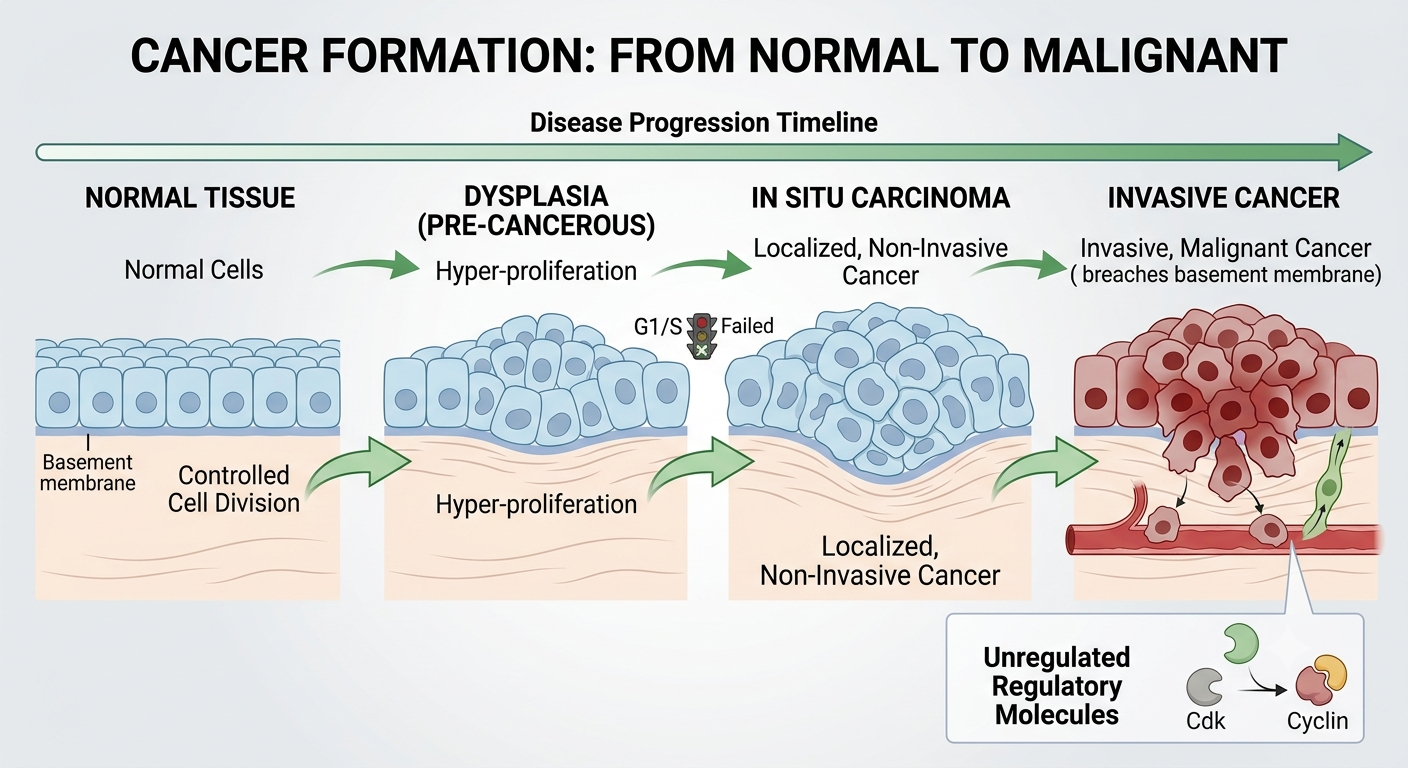 CANCER FORMATION: FROM NORMAL TO MALIGNANT
Disease Progression Timeline
NORMAL TISSUE
Normal Cells
DYSPLASIA
(PRE-CANCEROUS)
Hyper-proliferation
IN SITU CARCINOMA
Localized, Non-Invasive
Cancer
INVASIVE CANCER
Invasive, Malignant Cancer
( breaches basement membrane)
G1/S
Failed
Basement
membrane
Controlled
Cell Division
Hyper-proliferation
Localized,
Non-Invasive Cancer
Unregulated
Regulatory
Molecules
Cdk
Cyclin